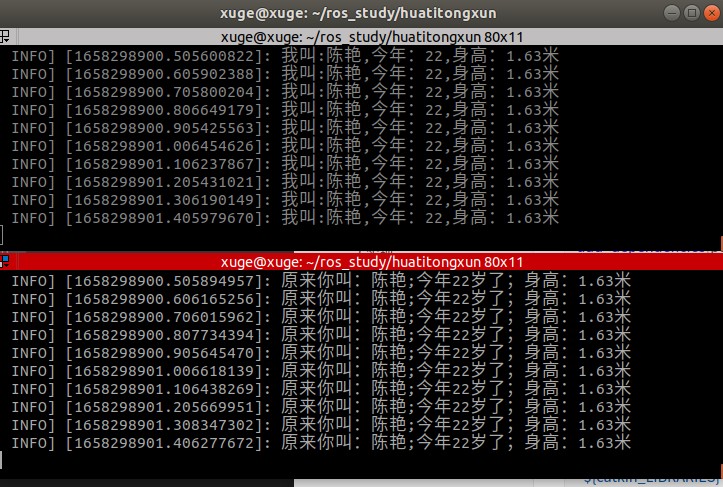 xuge@xuge: ~/ros_study/huatitongxun
xuge@xuge: ~/ros_study/huatitongxun 80x11
INFO] [1658298900.505600822]: 我叫:陈艳,今年: 22,身高: 1.63米
INFO] [1658298900.605902388]: 我叫:陈艳,今年: 22,身高: 1.63米
INFO] [1658298900.705800204]: 我叫:陈艳,今年: 22,身高: 1.63米
INFO] [1658298900.806649179]: 我叫:陈艳,今年: 22,身高: 1.63米
INFO] [1658298900.905425563]: 我叫:陈艳,今年: 22,身高: 1.63米
INFO] [1658298901.006454626]: 我叫:陈艳,今年: 22,身高: 1.63米
INFO] [1658298901.106237867]: 我叫:陈艳,今年: 22,身高: 1.63米
INFO] [1658298901.205431021]: 我叫:陈艳,今年: 22,身高: 1.63米
INFO] [1658298901.306190149]: 我叫:陈艳,今年: 22,身高: 1.63米
INFO] [1658298901.405979670]: 我叫:陈艳,今年: 22,身高: 1.63米
xuge@xuge: ~/ros_study/huatitongxun 80x11
INFO] [1658298900.505894957]: 原来你叫: 陈艳;今年22岁了; 身高: 1.63米
INFO] [1658298900.606165256]: 原来你叫: 陈艳;今年22岁了; 身高: 1.63米
INFO] [1658298900.706015962]: 原来你叫: 陈艳;今年22岁了; 身高: 1.63米
INFO] [1658298900.807734394]: 原来你叫: 陈艳;今年22岁了; 身高: 1.63米
INFO] [1658298900.905645470]: 原来你叫: 陈艳;今年22岁了; 身高: 1.63米
INFO] [1658298901.006618139]: 原来你叫: 陈艳;今年22岁了; 身高: 1.63米
INFO] [1658298901.106438269]: 原来你叫: 陈艳;今年22岁了; 身高: 1.63米
INFO] [1658298901.205669951]: 原来你叫: 陈艳;今年22岁了; 身高: 1.63米
INFO] [1658298901.308347302]: 原来你叫: 陈艳;今年22岁了; 身高: 1.63米
INFO] [1658298901.406277672]: 原来你叫: 陈艳;今年22岁了; 身高: 1.63米
${catkin_LIBRARIES}